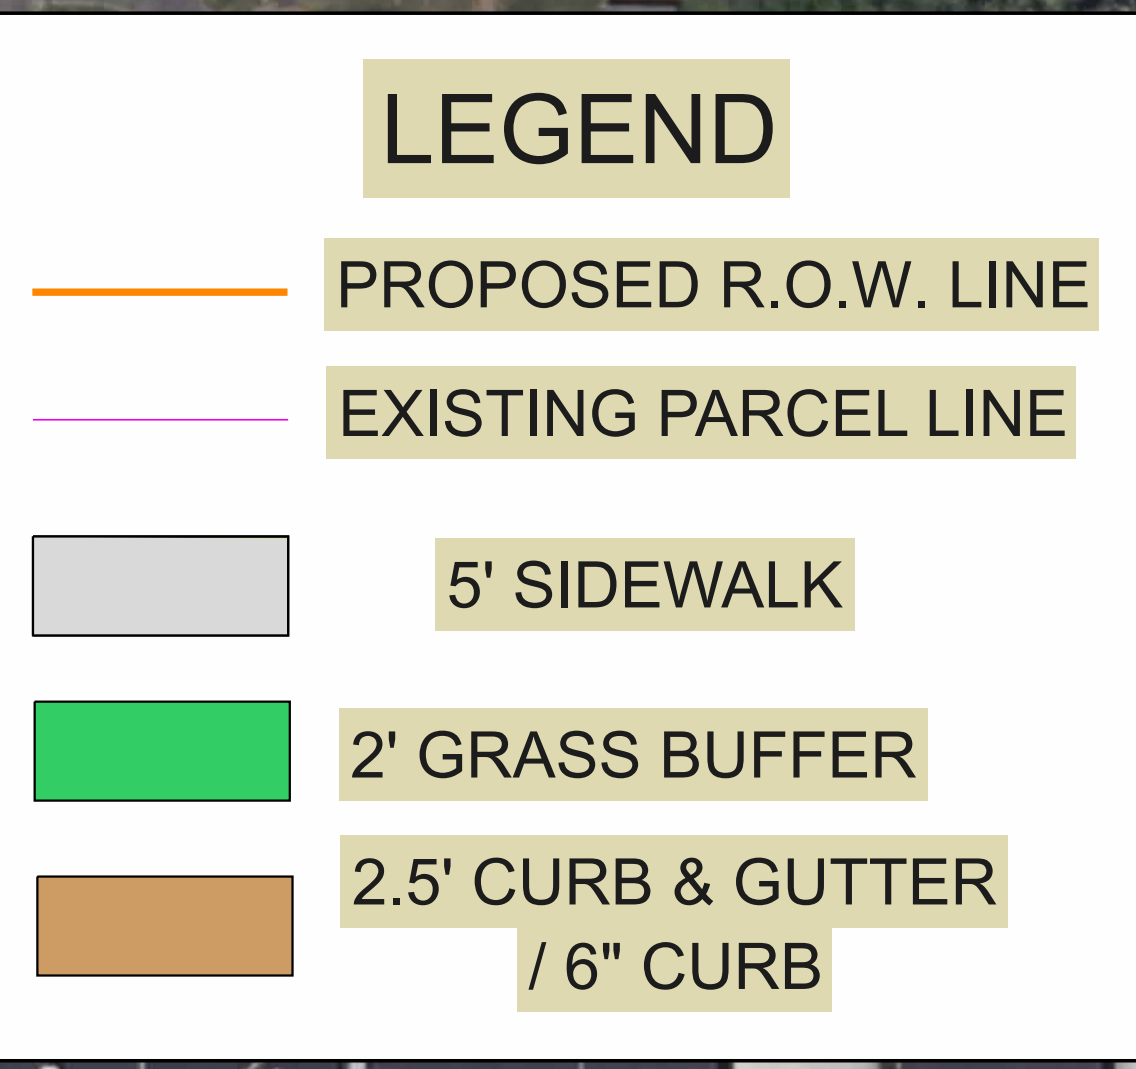 LEGEND
PROPOSED R.O.W. LINE
EXISTING PARCEL LINE
5' SIDEWALK
2' GRASS BUFFER
2.5' CURB & GUTTER
/ 6" CURB